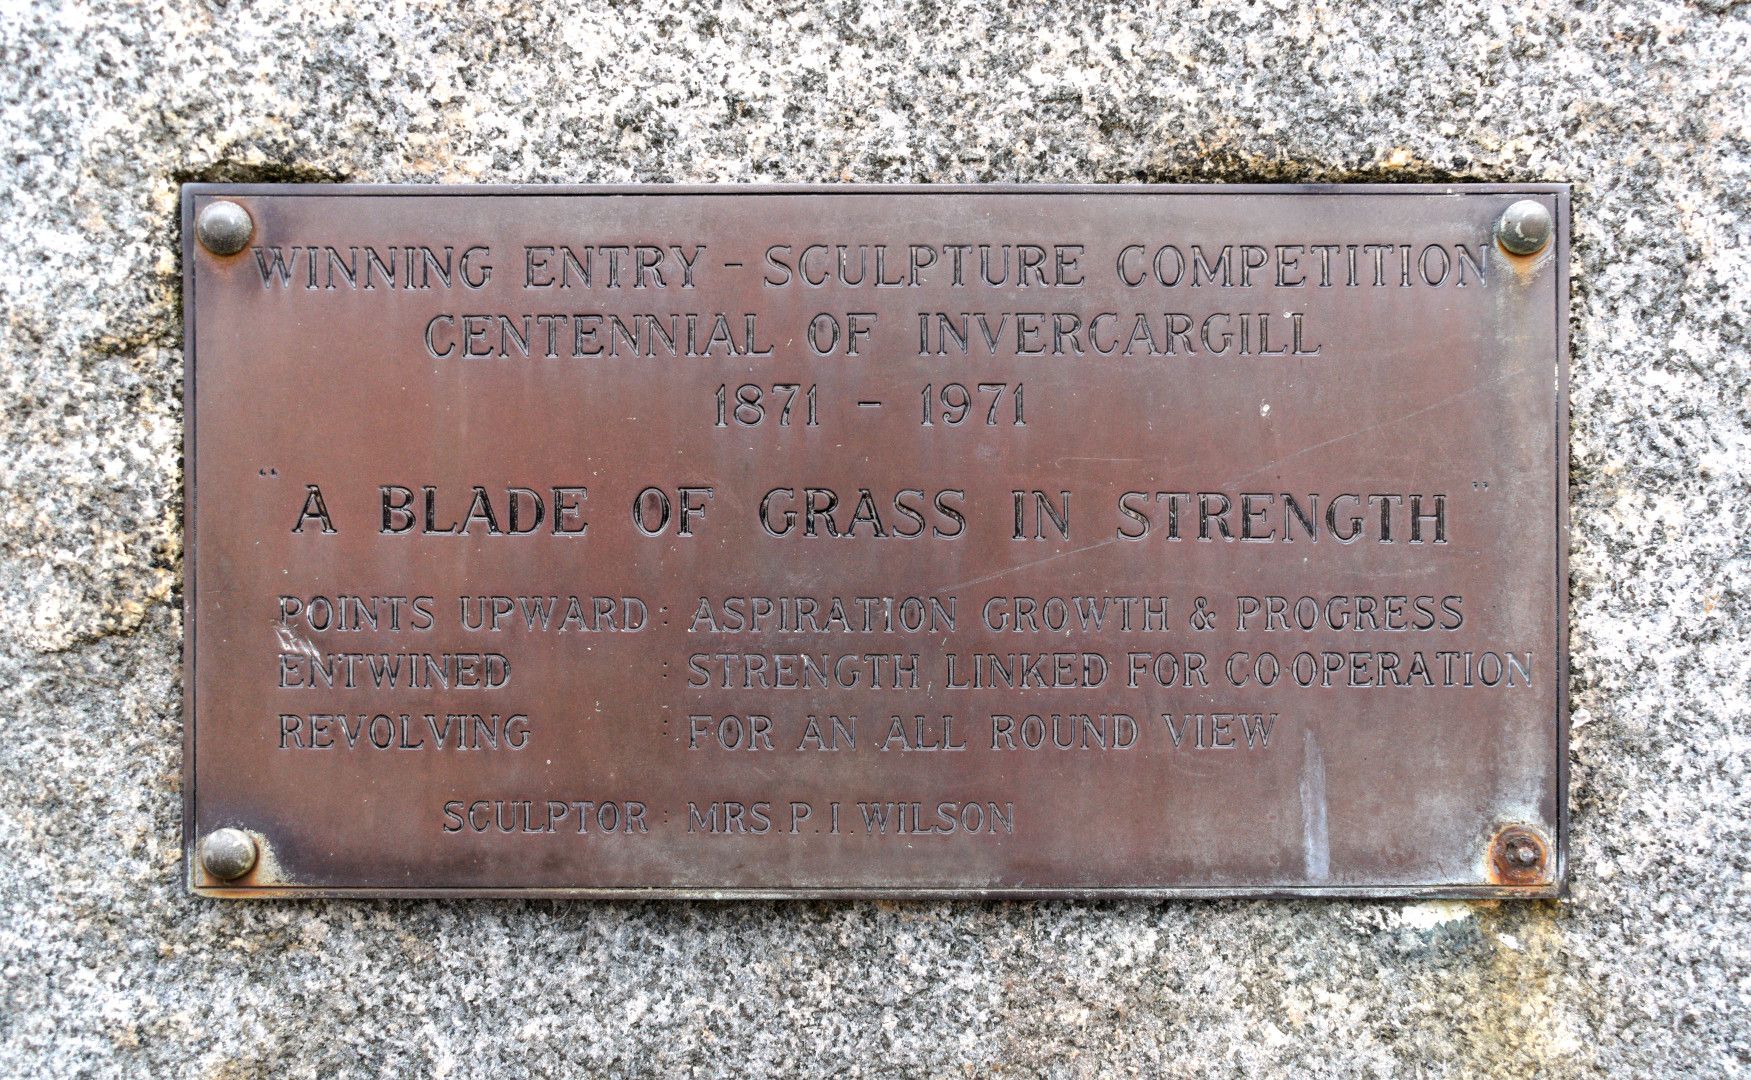 WINNING ENTRY - SCULPTURE COMPETITION
CENTENNIAL OF INVERCARGILL
1871 - 1971
"A BLADE OF GRASS IN STRENGTH"
POINTS UPWARD : ASPIRATION GROWTH & PROGRESS
ENTWINED : STRENGTH LINKED FOR CO-OPERATION
REVOLVING : FOR AN ALL ROUND VIEW
SCULPTOR : MRS. P. I. WILSON